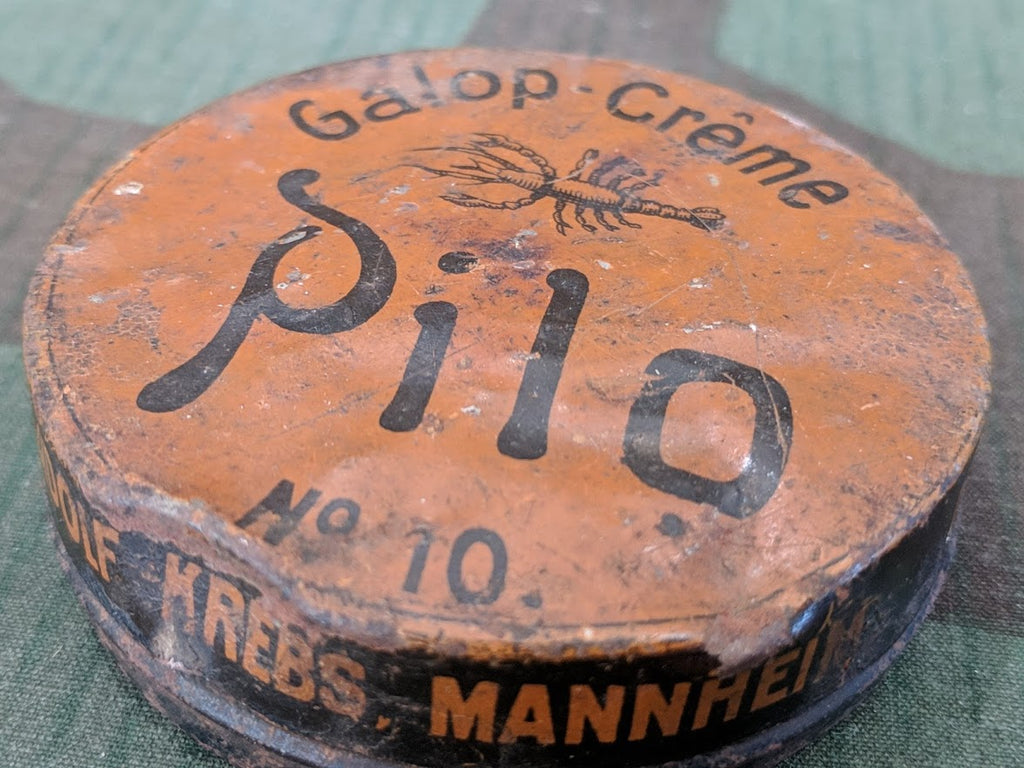 Galop-Crême
Pilo
No 10.
KREBS, MANNHEIM